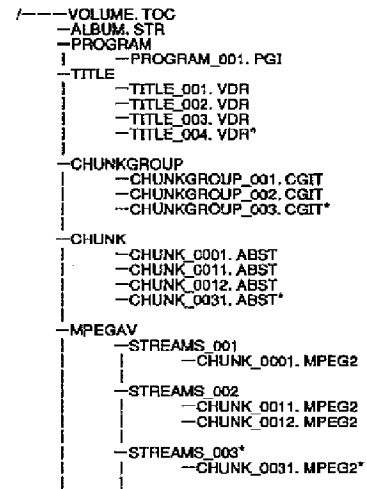 /———VOLUME. TOC
—ALBUM. STR
—PROGRAM
—PROGRAM_001. PGI
—TITLE
—TITLE_001. VDR
—TITLE_002. VDR
—TITLE_003. VDR
—TITLE_004. VDR*
—CHUNKGROUP
—CHUNKGROUP_001. CGIT
—CHUNKGROUP_002. CGIT
—CHUNKGROUP_003. CGIT*
—CHUNK
—CHUNK_0001. ABST
—CHUNK_0011. ABST
—CHUNK_0012. ABST
—CHUNK_0031. ABST*
—MPEGAV
—STREAMS_001
—CHUNK_0001. MPEG2
—STREAMS_002
—CHUNK_0011. MPEG2
—CHUNK_0012. MPEG2
—STREAMS_003*
—CHUNK_0031. MPEG2*